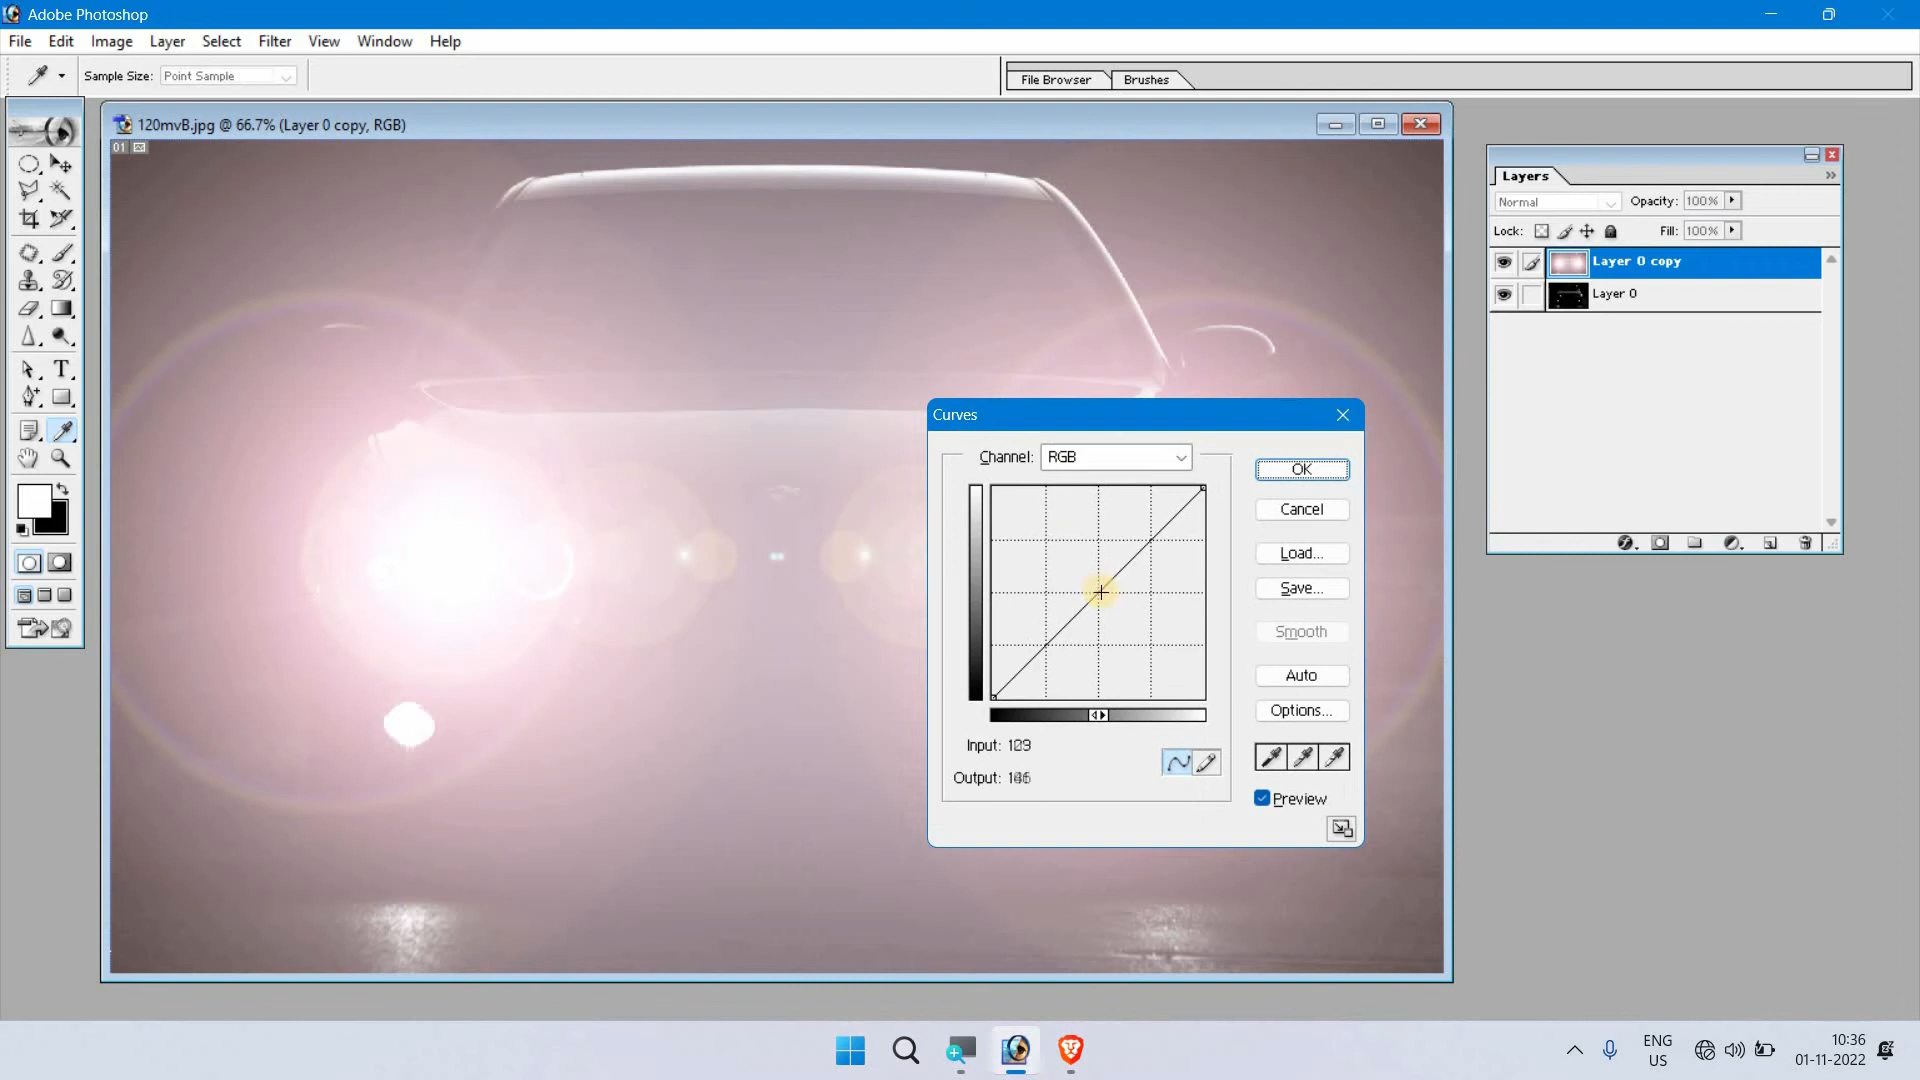 Adobe Photoshop
File Edit Image Layer Select Filter View Window Help
Sample Size: Point Sample
File Browser Brushes
120mvB.jpg @ 66.7% (Layer 0 copy, RGB)
01
Layers
Normal Opacity: 100%
Lock: Fill: 100%
Layer 0 copy
Layer 0
Curves
Channel: RGB
OK
Cancel
Load...
Save...
Smooth
Auto
Options...
Input:
Output:
Preview
ENG
US
10:36
01-11-2022